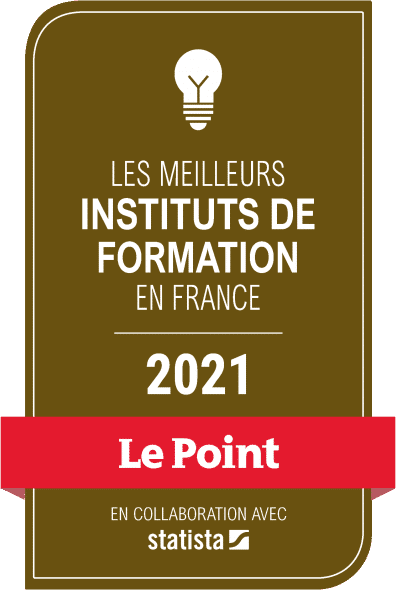 LES MEILLEURS
INSTITUTS DE
FORMATION
EN FRANCE
2021
Le Point
EN COLLABORATION AVEC
statista